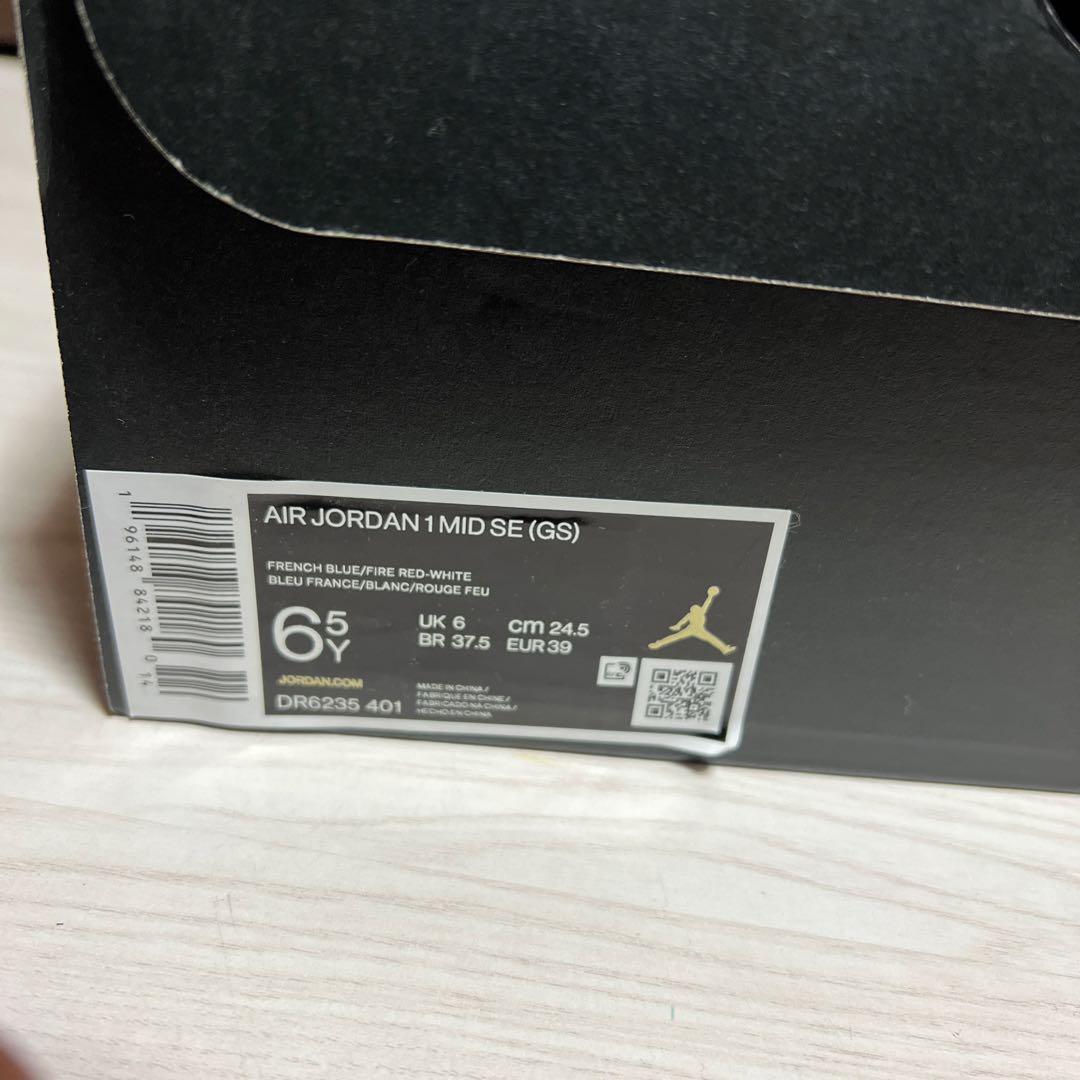 1 96148 84218 0 14
AIR JORDAN 1 MID SE (GS)
FRENCH BLUE/FIRE RED-WHITE
BLEU FRANCE/BLANC/ROUGE FEU
6 5Y
UK 6 cm 24.5
BR 37.5 EUR 39
JORDAN.COM
DR6235 401
MADE IN CHINA/
FABRIQUE EN CHINE/
FABRICADO NA CHINA/
HECHO EN CHINA